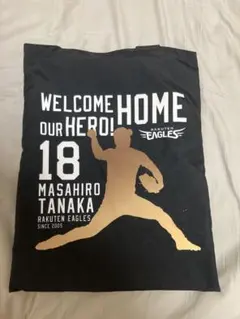 WELCOME HOME
OUR HERO!
RAKUTEN
EAGLES
18
MASAHIRO
TANAKA
RAKUTEN EAGLES
SINCE 2005